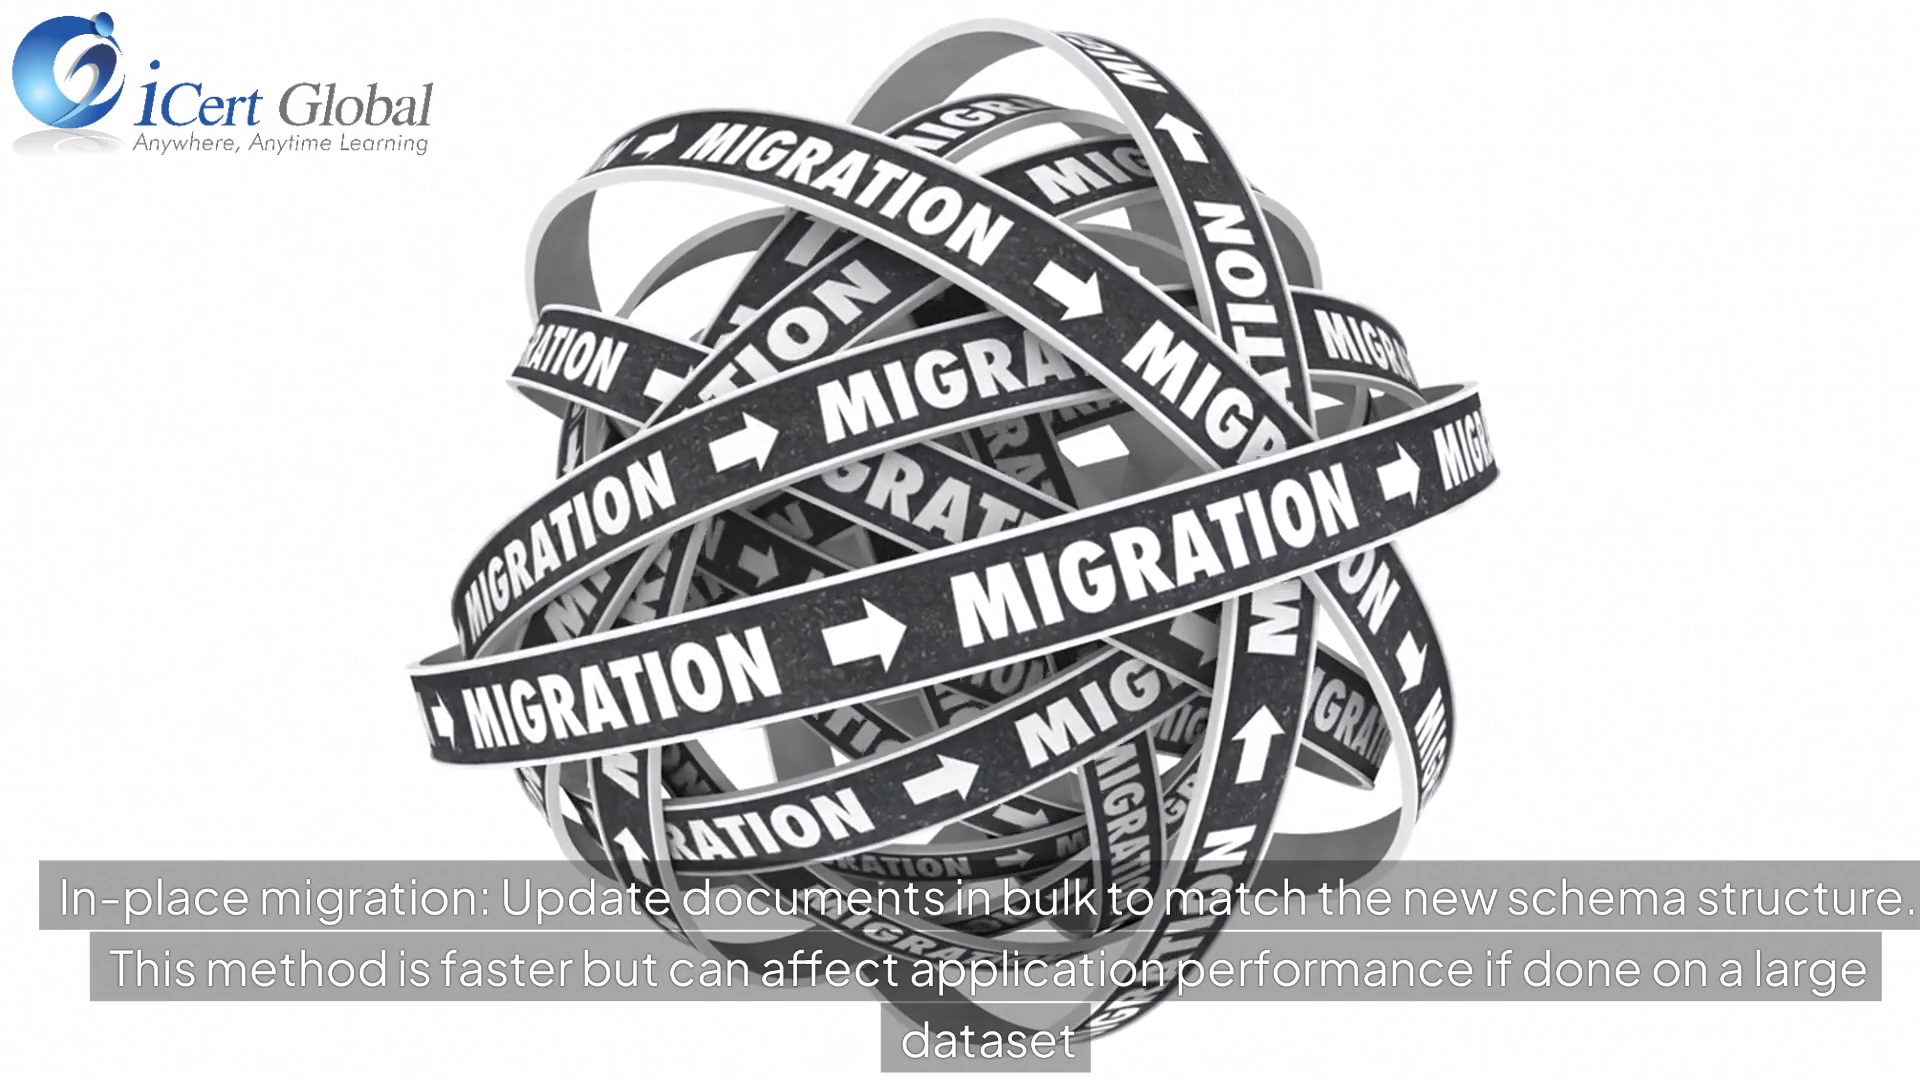 iCert Global
Anywhere, Anytime Learning
MIGRATION
MIGRATION
MIGRATION
MIGRATION
In-place migration: Update documents in bulk to match the new schema structure.
This method is faster but can affect application performance if done on a large
dataset